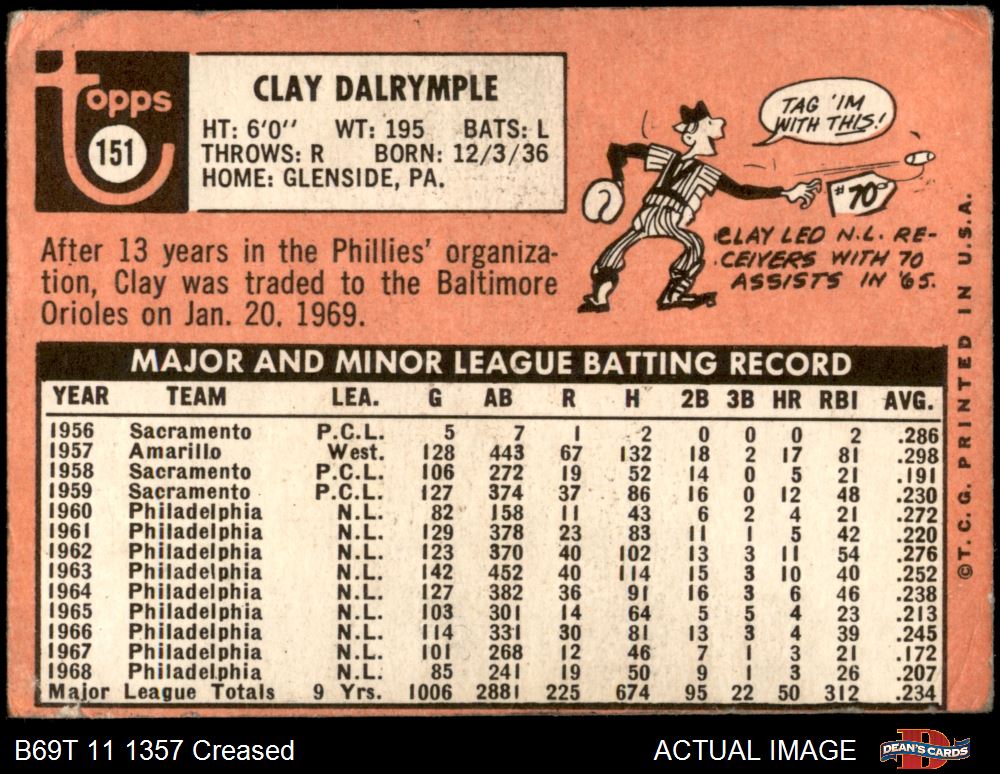 topps
151
CLAY DALRYMPLE
HT: 6'0" WT: 195 BATS: L
THROWS: R BORN: 12/3/36
HOME: GLENSIDE, PA.
TAG 'IM
WITH THIS!
#70
CLAY LED N.L. RE-
CEIVERS WITH 70
ASSISTS IN '65.
After 13 years in the Phillies' organiza-
tion, Clay was traded to the Baltimore
Orioles on Jan. 20, 1969.
MAJOR AND MINOR LEAGUE BATTING RECORD
YEAR TEAM LEA. G AB R H 2B 3B HR RBI AVG.
1956 Sacramento P.C.L. 5 7 1 2 0 0 0 2 .286
1957 Amarillo West. 128 443 67 132 18 2 17 81 .298
1958 Sacramento P.C.L. 106 272 19 52 14 0 5 21 .191
1959 Sacramento P.C.L. 127 374 37 86 16 0 12 48 .230
1960 Philadelphia N.L. 82 158 11 43 6 2 4 21 .272
1961 Philadelphia N.L. 129 378 23 83 11 1 5 42 .220
1962 Philadelphia N.L. 123 370 40 102 13 3 11 54 .276
1963 Philadelphia N.L. 142 452 40 114 15 3 10 40 .252
1964 Philadelphia N.L. 127 382 36 91 16 3 6 46 .238
1965 Philadelphia N.L. 103 301 14 64 5 5 4 23 .213
1966 Philadelphia N.L. 114 331 30 81 13 3 4 39 .245
1967 Philadelphia N.L. 101 268 12 46 7 1 3 21 .172
1968 Philadelphia N.L. 85 241 19 50 9 1 3 26 .207
Major League Totals 9 Yrs. 1006 2881 225 674 95 22 50 312 .234
©T.C.G. PRINTED IN U.S.A.
B69T 11 1357 Creased
ACTUAL IMAGE
DEAN'S CARDS